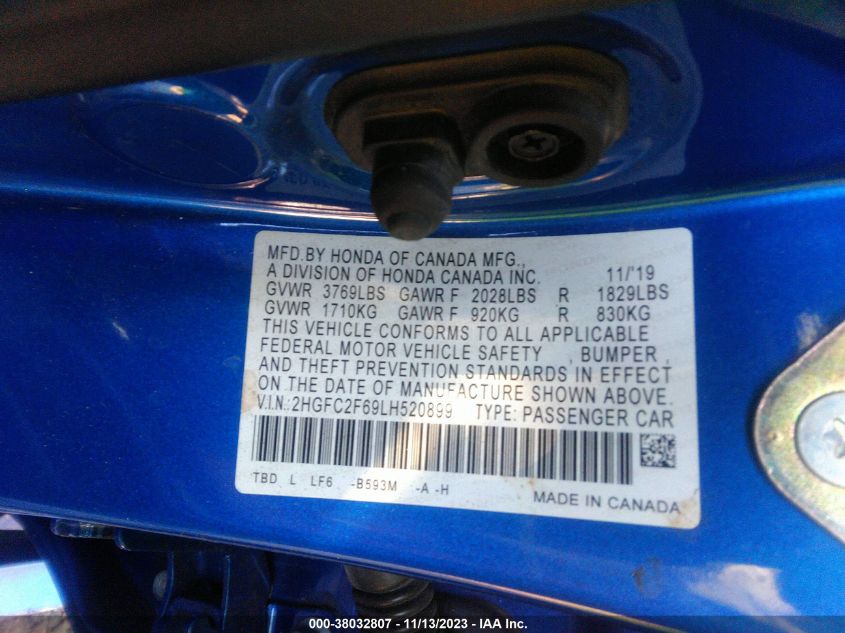 MFD.BY HONDA OF CANADA MFG.,
A DIVISION OF HONDA CANADA INC. 11/'19
GVWR 3769LBS GAWR F 2028LBS R 1829LBS
GVWR 1710KG GAWR F 920KG R 830KG
THIS VEHICLE CONFORMS TO ALL APPLICABLE
FEDERAL MOTOR VEHICLE SAFETY , BUMPER ,
AND THEFT PREVENTION STANDARDS IN EFFECT
ON THE DATE OF MANUFACTURE SHOWN ABOVE.
V.I.N.:2HGFC2F69LH520899 TYPE: PASSENGER CAR
TBD L LF6 -B593M -A -H
MADE IN CANADA
000-38032807 - 11/13/2023 - IAA Inc.